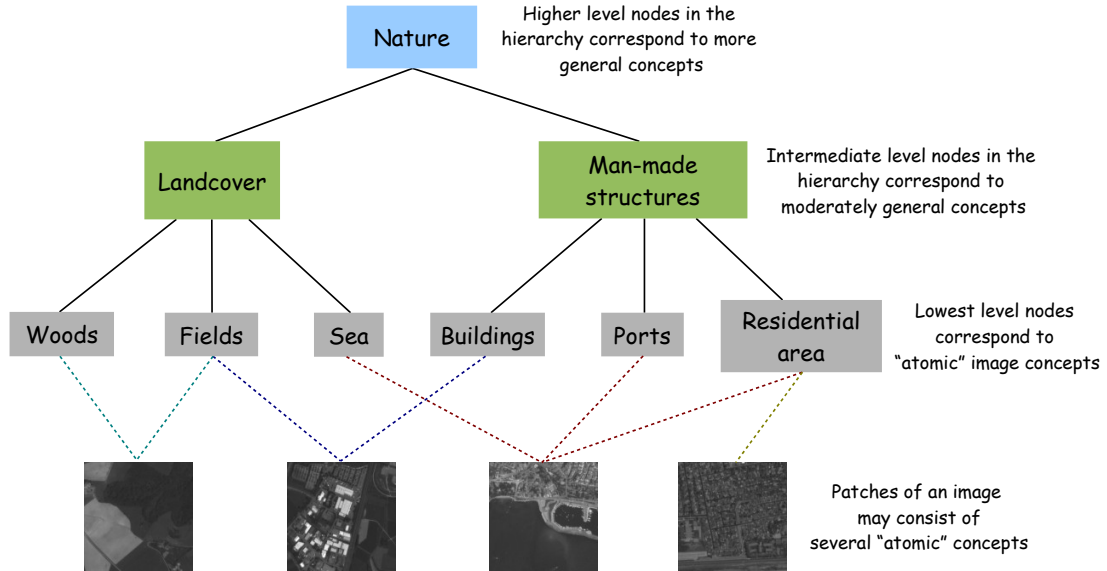 Nature
Higher level nodes in the
hierarchy correspond to more
general concepts
Landcover
Man-made
structures
Intermediate level nodes in the
hierarchy correspond to
moderately general concepts
Woods
Fields
Sea
Buildings
Ports
Residential
area
Lowest level nodes
correspond to
“atomic” image concepts
Patches of an image
may consist of
several “atomic” concepts